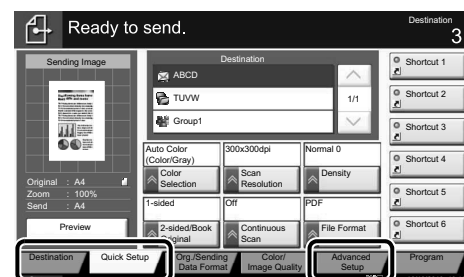 Ready to send.
Destination
3
Sending Image
Original : A4
Zoom : 100%
Send : A4
Preview
Destination
ABCD
TUVW
Group1
1/1
Auto Color
(Color/Gray)
Color
Selection
300x300dpi
Scan
Resolution
Normal 0
Density
1-sided
2-sided/Book
Original
Off
Continuous
Scan
PDF
File Format
Shortcut 1
Shortcut 2
Shortcut 3
Shortcut 4
Shortcut 5
Shortcut 6
Destination
Quick Setup
Org./Sending
Data Format
Color/
Image Quality
Advanced
Setup
Program